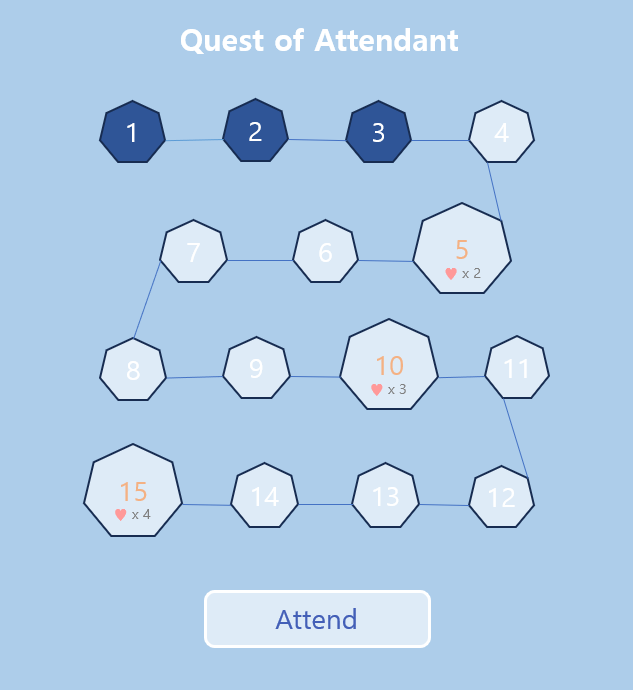 Quest of Attendant
1 2 3 4
7 6 5
♥ x 2
8 9 10 11
♥ x 3
15 14 13 12
♥ x 4
Attend